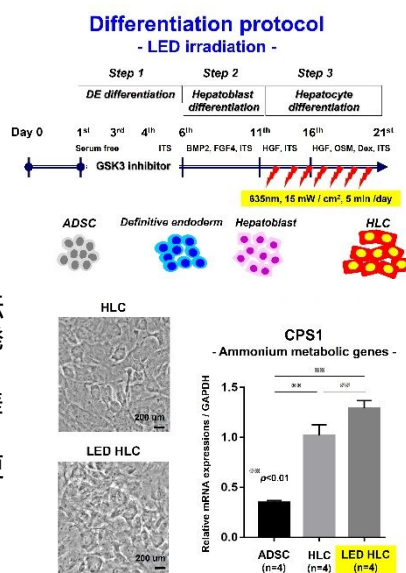 Differentiation protocol
- LED irradiation -
Step 1 Step 2 Step 3
DE differentiation Hepatoblast differentiation Hepatocyte differentiation
Day 0 1st 3rd 4th 6th 11th 16th 21st
Serum free ITS BMP2, FGF4, ITS HGF, ITS HGF, OSM, Dex, ITS
GSK3 inhibitor
635nm, 15 mW / cm², 5 min /day
ADSC Definitive endoderm Hepatoblast HLC
HLC
200 um
LED HLC
200 um
CPS1
- Ammonium metabolic genes -
Relative mRNA expressions / GAPDH
1.5
1.0
0.5
0.0
**
** **
** p<0.01
ADSC HLC LED HLC
(n=4) (n=4) (n=4)